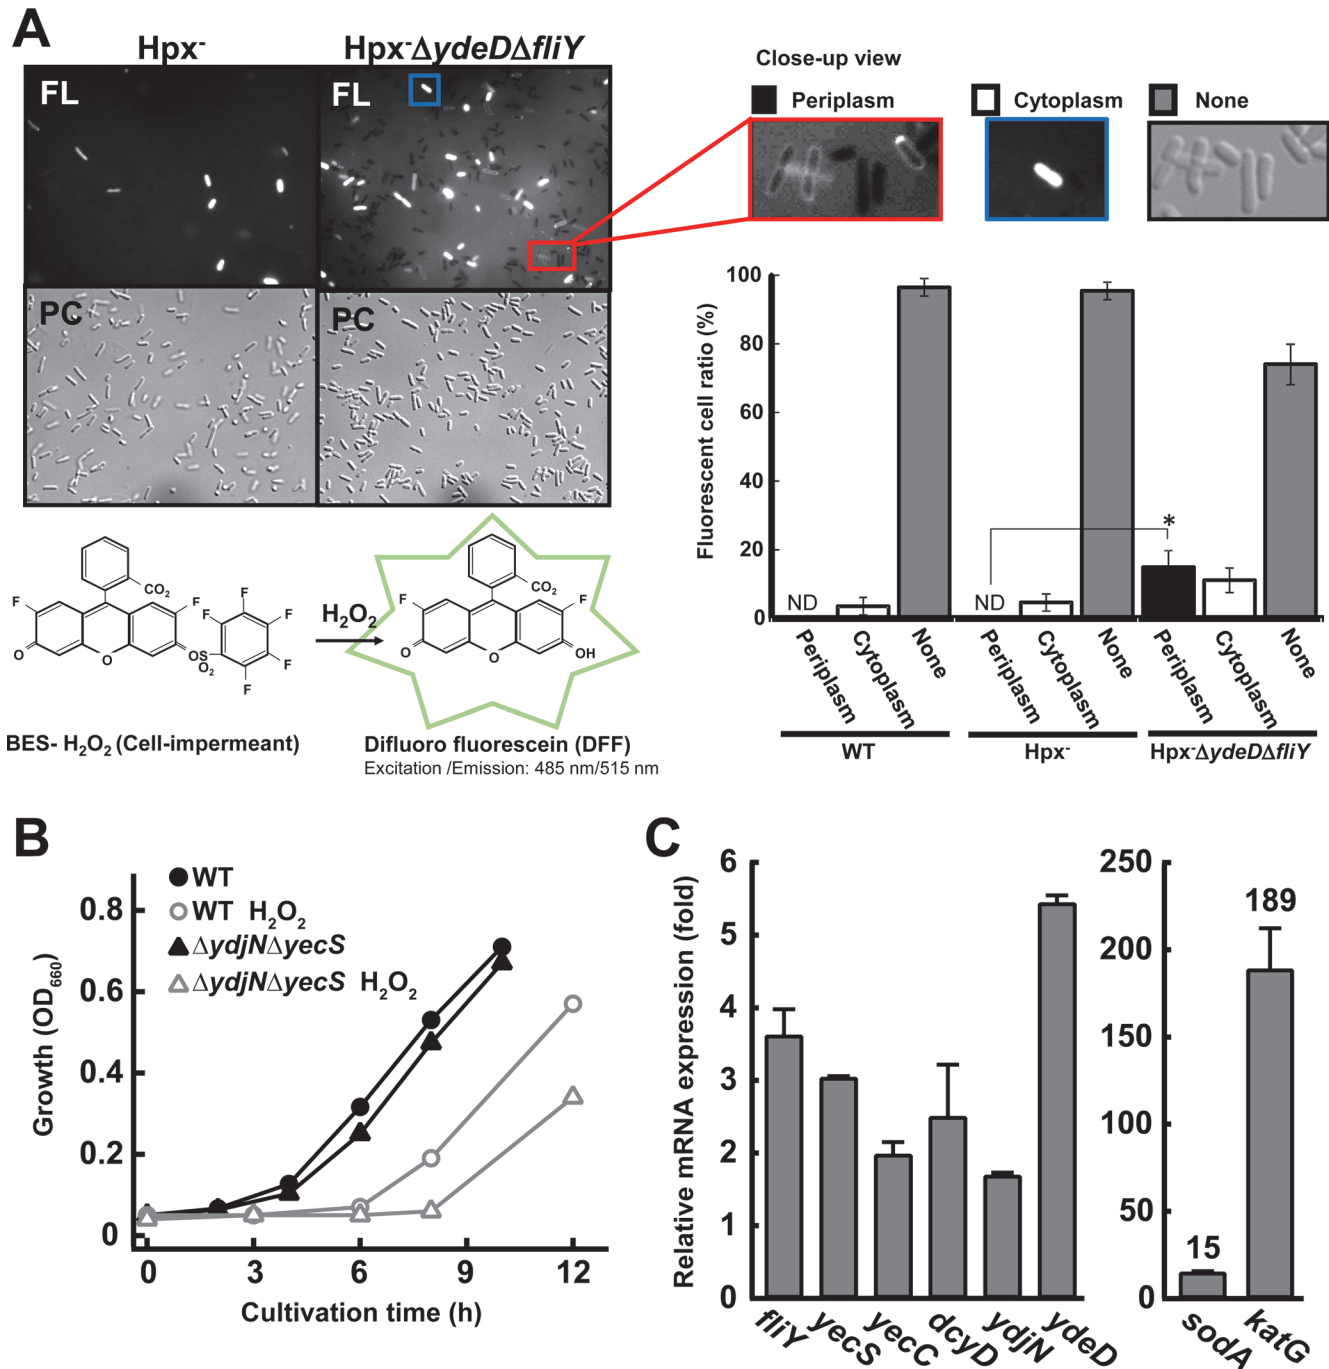 A
Hpx-
Hpx-ΔydeDΔfliY
FL
FL
PC
PC
Close-up view
Periplasm
Cytoplasm
None
Fluorescent cell ratio (%)
100
80
60
40
20
0
ND
ND
*
Periplasm
Cytoplasm
None
Periplasm
Cytoplasm
None
Periplasm
Cytoplasm
None
WT
Hpx-
Hpx-ΔydeDΔfliY
CO2
F
F
O
O
OS
O2
F
F
F
F
F
H2O2
CO2
F
F
O
O
OH
BES- H2O2 (Cell-impermeant)
Difluoro fluorescein (DFF)
Excitation /Emission: 485 nm/515 nm
B
WT
WT H2O2
ΔydjNΔyecS
ΔydjNΔyecS H2O2
Growth (OD660)
0.8
0.6
0.4
0.2
0
0
3
6
9
12
Cultivation time (h)
C
Relative mRNA expression (fold)
6
5
4
3
2
1
0
fliY
yecS
yecC
dcyD
ydjN
ydeD
250
200
150
100
50
0
15
189
sodA
katG